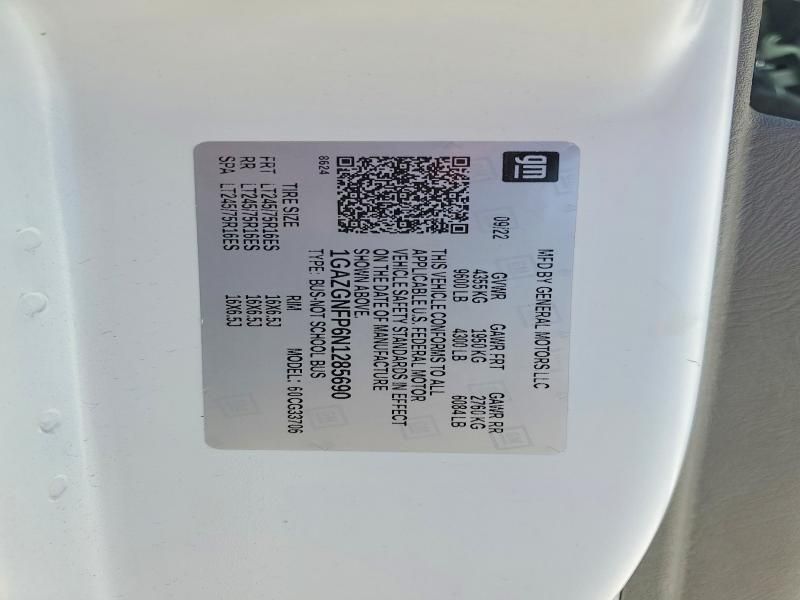 gm
MFD BY GENERAL MOTORS LLC
09/22
GVWR GAWR FRT GAWR RR
4355 KG 1950 KG 2760 KG
9600 LB 4300 LB 6084 LB
THIS VEHICLE CONFORMS TO ALL
APPLICABLE U.S. FEDERAL MOTOR
VEHICLE SAFETY STANDARDS IN EFFECT
ON THE DATE OF MANUFACTURE
SHOWN ABOVE.
1GAZGNFP6N1285690
TYPE: BUS-NOT SCHOOL BUS
8624
MODEL: 60CG33706
TIRE SIZE RIM
FRT LT245/75R16ES 16X6.5J
RR LT245/75R16ES 16X6.5J
SPA LT245/75R16ES 16X6.5J